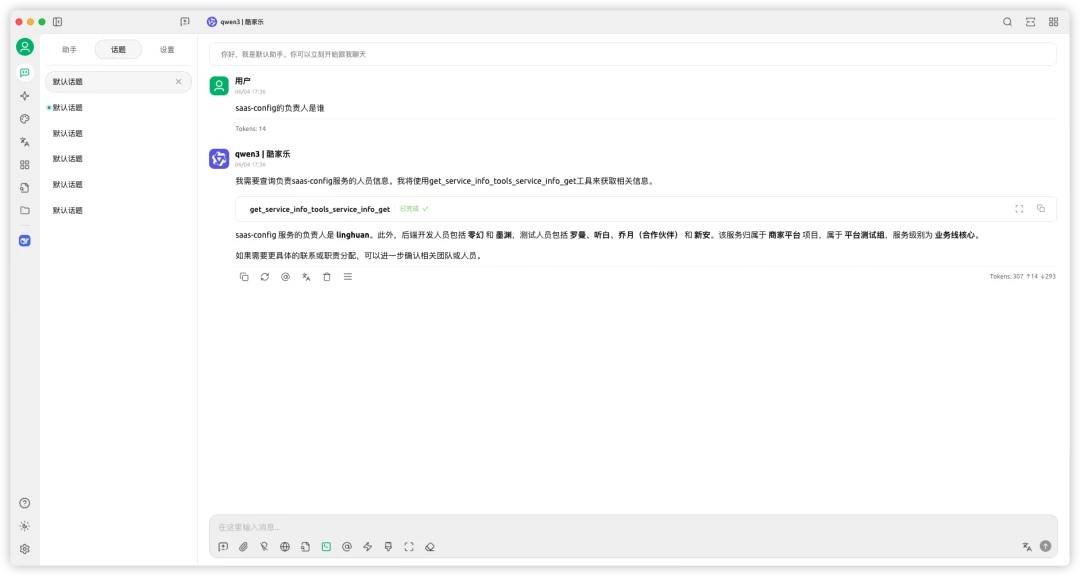 qwen3 | 酷家乐
助手 话题 设置
默认话题
默认话题
默认话题
默认话题
默认话题
默认话题
你好，我是默认助手。你可以立刻开始跟我聊天
用户
06/04 17:36
saas-config的负责人是谁
Tokens: 14
qwen3 | 酷家乐
06/04 17:36
我需要查询负责saas-config服务的人员信息。我将使用get_service_info_tools_service_info_get工具来获取相关信息。
get_service_info_tools_service_info_get 已完成
saas-config 服务的负责人是 linghuan。此外，后端开发人员包括 零幻 和 墨渊，测试人员包括 罗曼、听白、乔月（合作伙伴） 和 新安。该服务归属于 商家平台 项目，属于 平台测试组，服务级别为 业务线核心。
如果需要更具体的联系或职责分配，可以进一步确认相关团队或人员。
Tokens: 307 ↑14 ↓293
在这里输入消息...